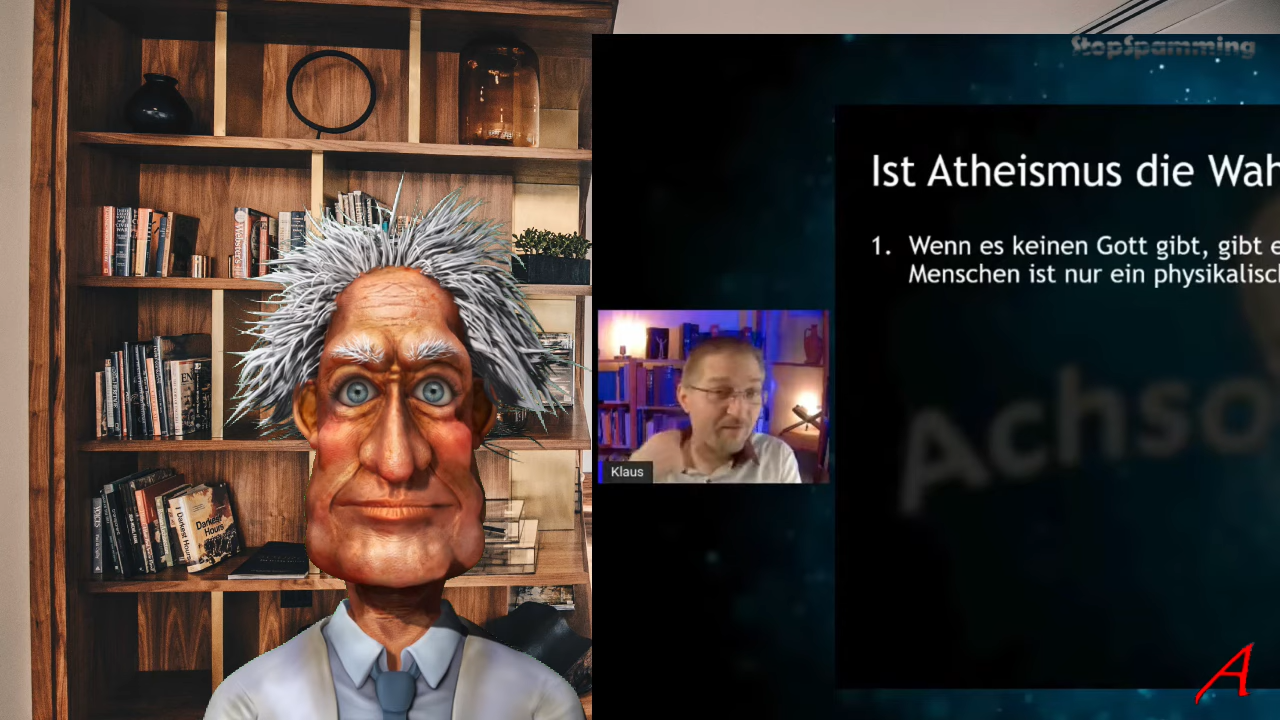 StopSpamming
Ist Atheismus die Wah
1. Wenn es keinen Gott gibt, gibt e
Menschen ist nur ein physikalisc
Achso
Klaus
Darkest
Hours
A